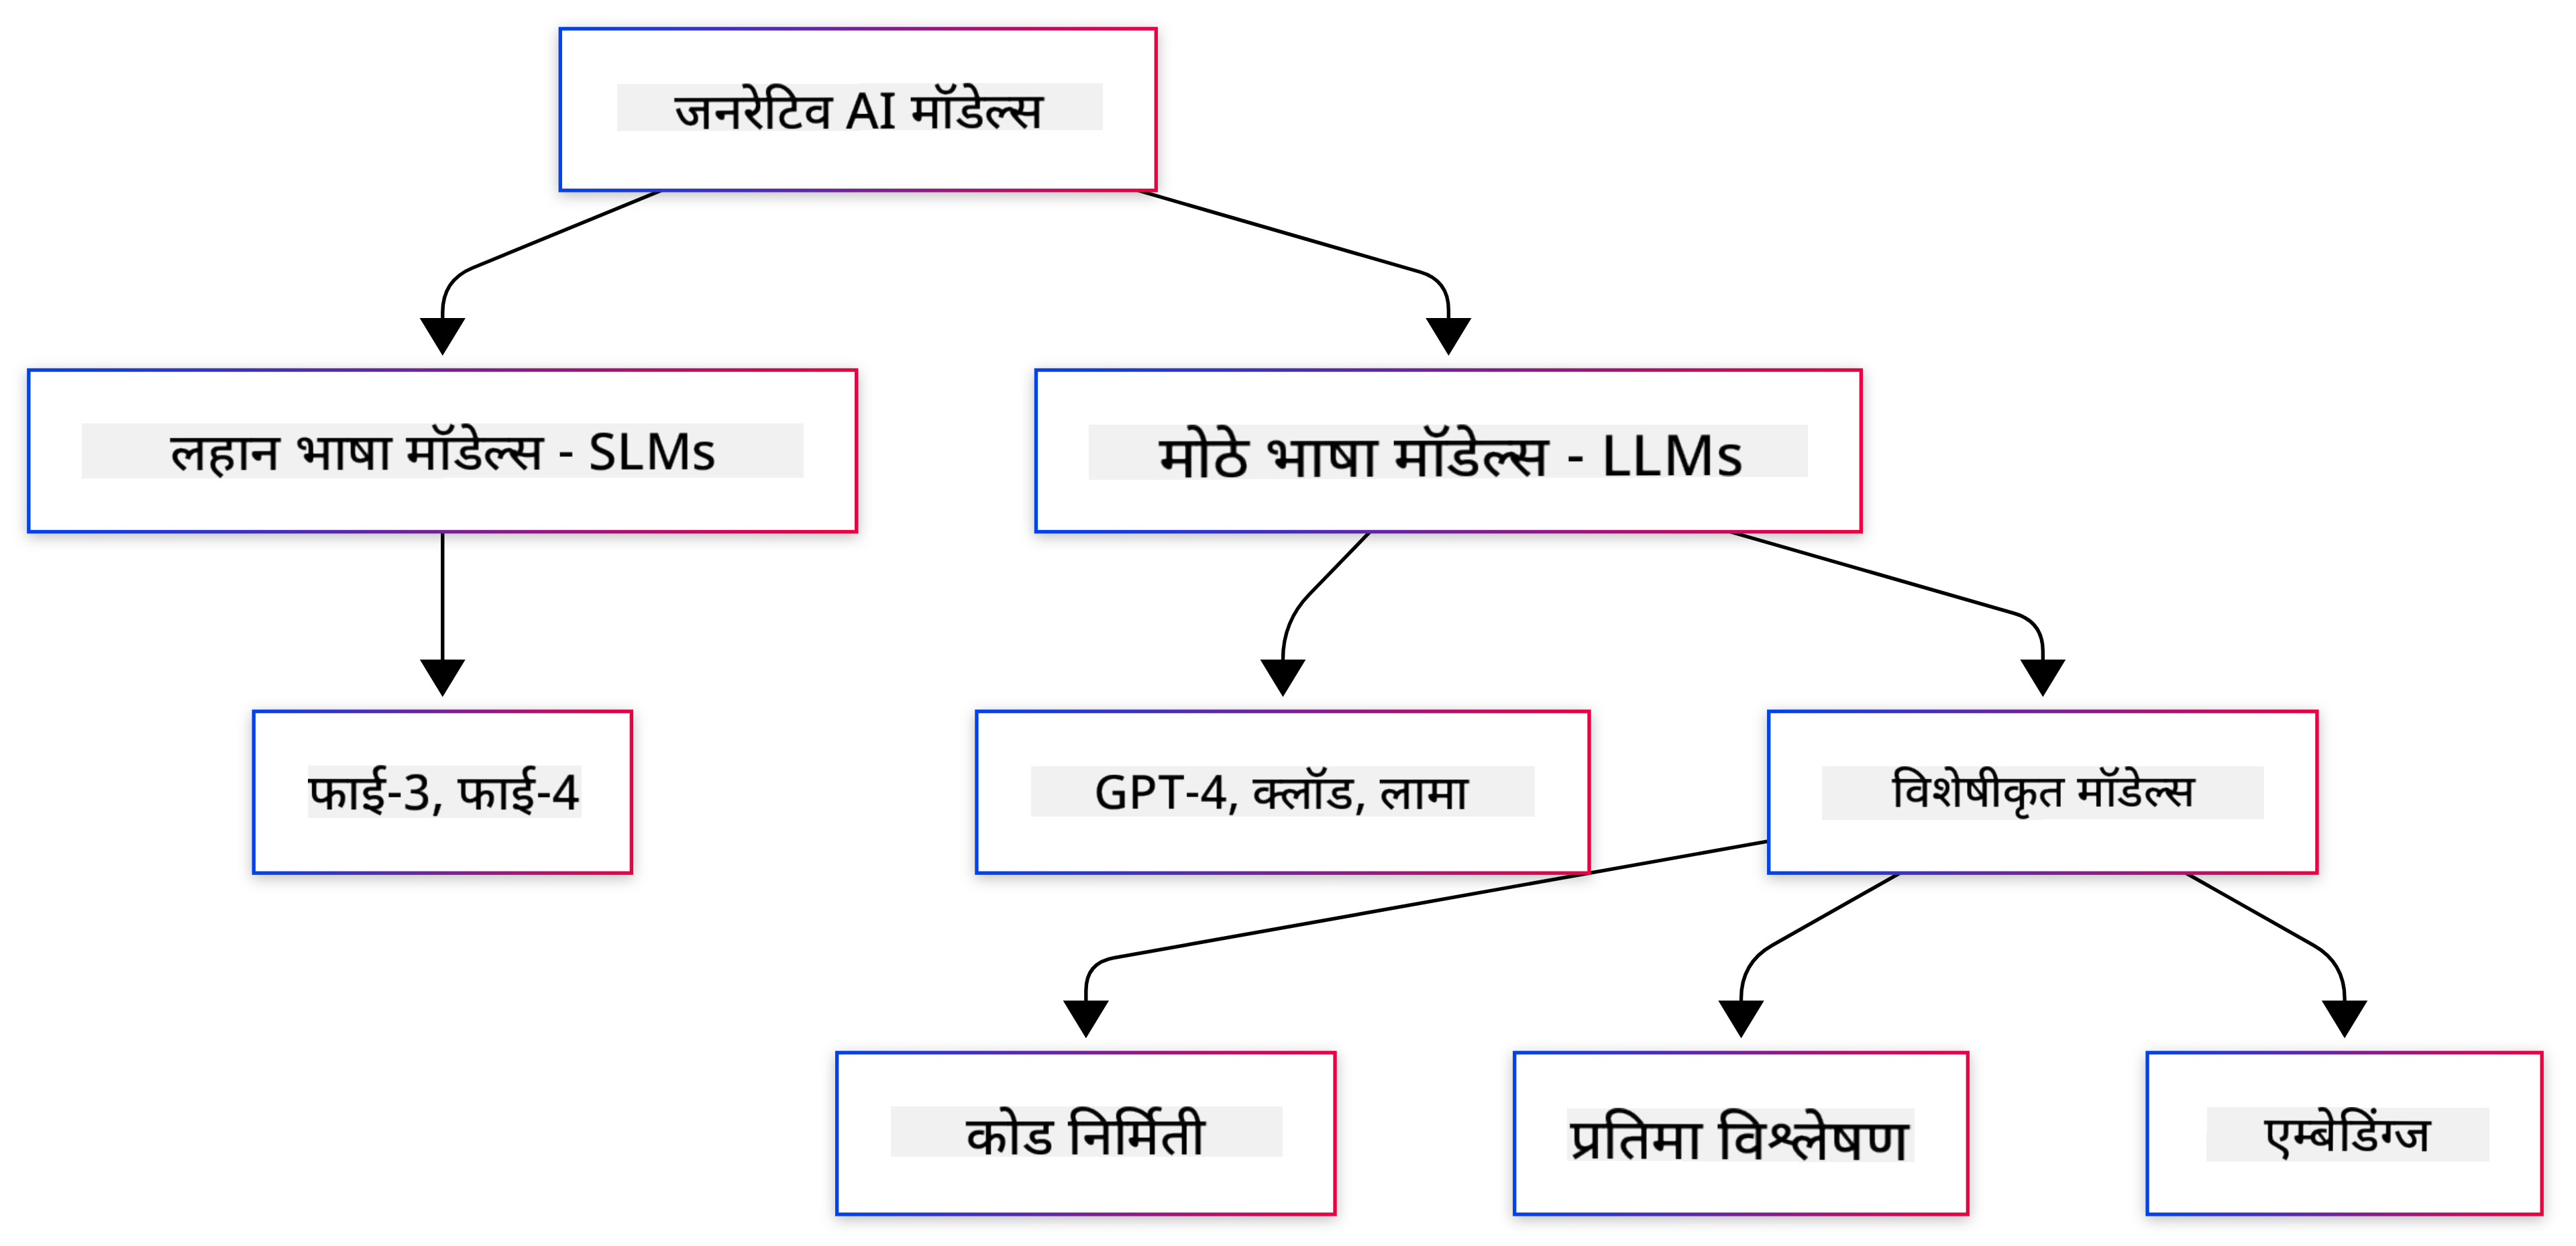 जनरेटिव AI मॉडेल्स
लहान भाषा मॉडेल्स - SLMs
मोठे भाषा मॉडेल्स - LLMs
फाई-3, फाई-4
GPT-4, क्लॉड, लामा
विशेषीकृत मॉडेल्स
कोड निर्मिती
प्रतिमा विश्लेषण
एम्बेडिंग्ज